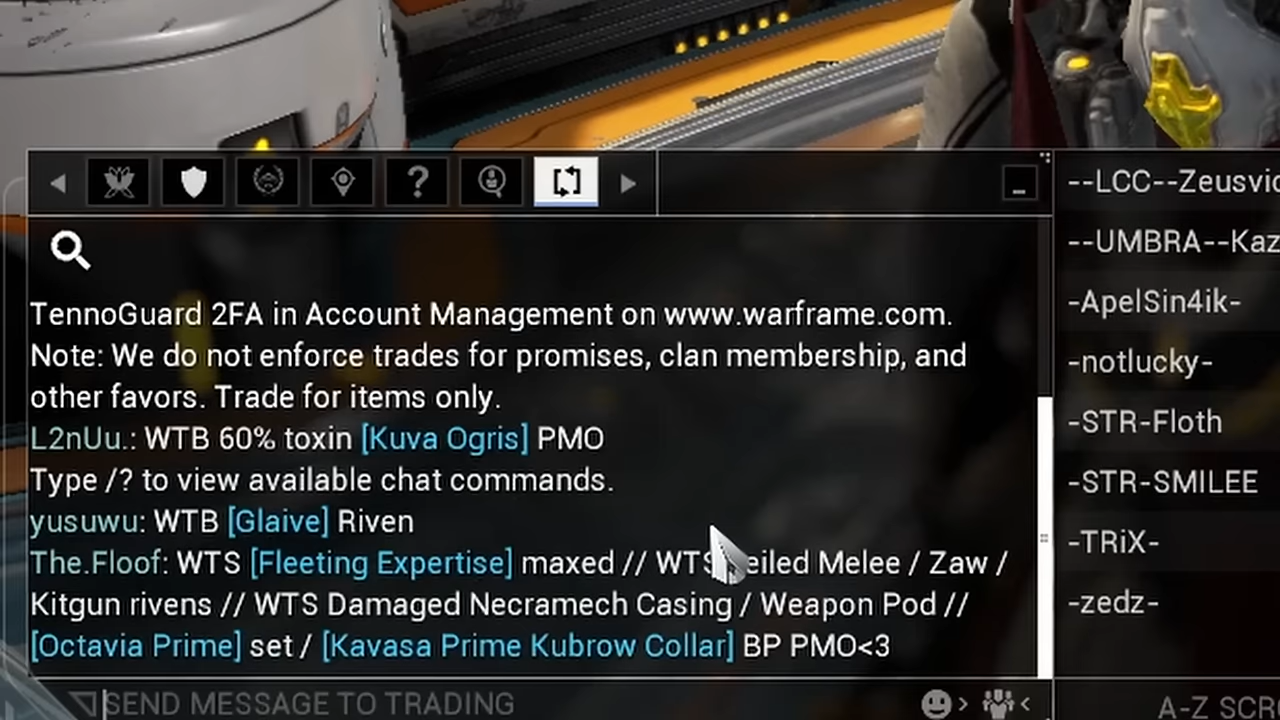 TennoGuard 2FA in Account Management on www.warframe.com.
Note: We do not enforce trades for promises, clan membership, and
other favors. Trade for items only.
L2nUu.: WTB 60% toxin [Kuva Ogris] PMO
Type /? to view available chat commands.
yusuwu: WTB [Glaive] Riven
The.Floof: WTS [Fleeting Expertise] maxed // WTS eiled Melee / Zaw /
Kitgun rivens // WTS Damaged Necramech Casing / Weapon Pod //
[Octavia Prime] set / [Kavasa Prime Kubrow Collar] BP PMO<3
SEND MESSAGE TO TRADING
--LCC--Zeusvic
--UMBRA--Kaz
-ApelSin4ik-
-notlucky-
-STR-Floth
-STR-SMILEE
-TRiX-
-zedz-
A-Z SCR